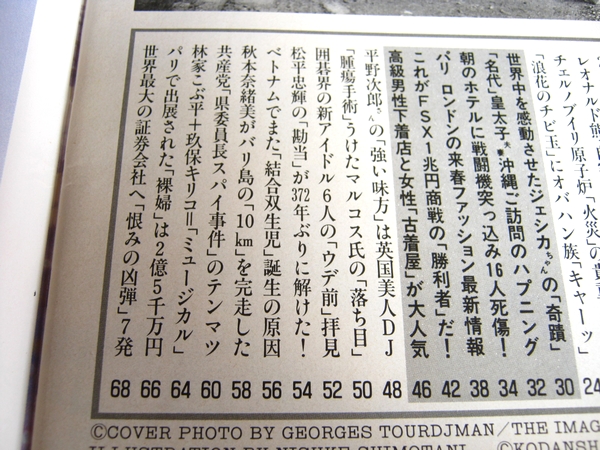 レオナルド熊
チェルノブイリ原子炉「火災」の貴重
「浪花のチビ玉」にオバハン族「キャーッ」 24
世界中を感動させたジェシカちゃんの「奇蹟」 30
「名代」皇太子夫妻沖縄ご訪問のハプニング 32
朝のホテルに戦闘機突っ込み16人死傷! 34
パリ ロンドンの来春ファッション最新情報 38
これがFSX1兆円商戦の「勝利者」だ! 42
高級男性下着店と女性「古着屋」が大人気 46
平野次郎さんの「強い味方」は英国美人DJ 48
「腫瘍手術」うけたマルコス氏の「落ち目」 50
囲碁界の新アイドル6人の「ウデ前」拝見 52
松平忠輝の「勘当」が372年ぶりに解けた! 54
ベトナムでまた「結合双生児」誕生の原因 56
秋本奈緒美がバリ島の「10km」を完走した 58
共産党「県委員長スパイ事件」のテンマツ 60
林家こぶ平+玖保キリコ=「ミュージカル」 64
パリで出展された「裸婦」は2億5千万円 66
世界最大の証券会社へ「恨みの凶弾」7発 68
©COVER PHOTO BY GEORGES TOURDJMAN/THE IMAG
ILLUSTRATION BY NISUKE SHIMOTANI ©KODANSH